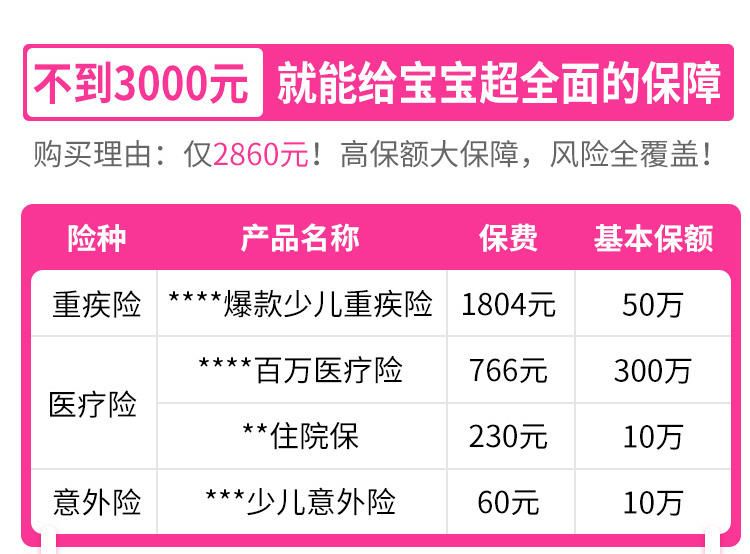 不到3000元 就能给宝宝超全面的保障
购买理由：仅2860元！高保额大保障，风险全覆盖！
险种 产品名称 保费 基本保额
重疾险 ****爆款少儿重疾险 1804元 50万
医疗险 ****百万医疗险 766元 300万
**住院保 230元 10万
意外险 ***少儿意外险 60元 10万